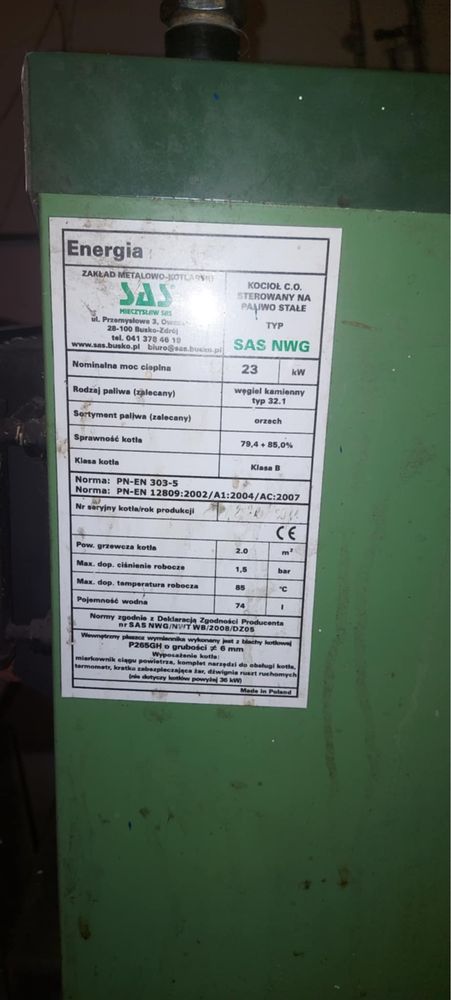 Energia
ZAKŁAD METALOWO-KOTLARSKI
SAS
MIECZYSŁAW SAS
ul. Przemysłowa 3,
28-100 Busko-Zdrój
tel. 041 378 46 19
www.sas.busko.pl biuro@sas.busko.pl
KOCIOŁ C.O.
STEROWANY NA
PALIWO STAŁE
TYP
SAS NWG
Nominalna moc cieplna 23 kW
Rodzaj paliwa (zalecany) węgiel kamienny typ 32.1
Sortyment paliwa (zalecany) orzech
Sprawność kotła 79,4 ÷ 85,0%
Klasa kotła Klasa B
Norma: PN-EN 303-5
Norma: PN-EN 12809:2002/A1:2004/AC:2007
Nr seryjny kotła/rok produkcji
CE
Pow. grzewcza kotła 2.0 m²
Max. dop. ciśnienie robocze 1,5 bar
Max. dop. temperatura robocza 85 °C
Pojemność wodna 74 l
Normy zgodnie z Deklaracją Zgodności Producenta
nr SAS NWG/NWT WB/2008/DZ05
Wewnętrzny płaszcz wymiennika wykonany jest z blachy kotłowej
P265GH o grubości ≠ 6 mm
Wyposażenie kotła:
miarkownik ciągu powietrza, komplet narzędzi do obsługi kotła,
termometr, kratka zabezpieczająca żar, dźwignia ruszt ruchomych
(nie dotyczy kotłów powyżej 36 kW)
Made in Poland